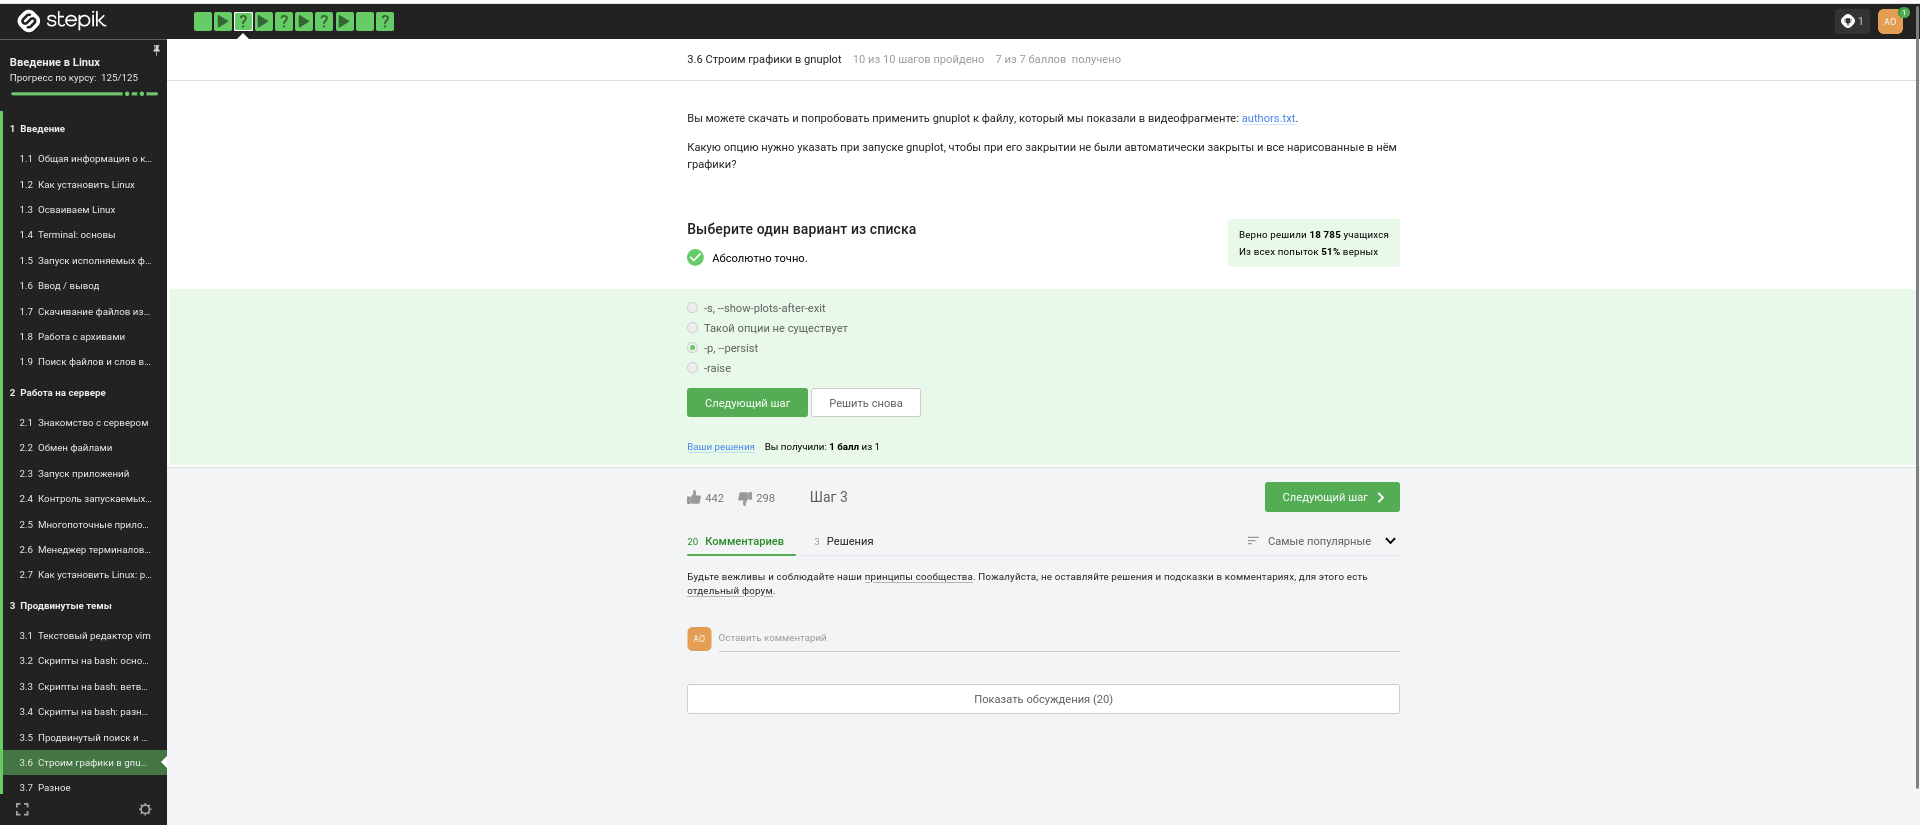 stepik
?
?
?
?
1
AO
1
Введение в Linux
Прогресс по курсу: 125/125
1 Введение
1.1 Общая информация о к...
1.2 Как установить Linux
1.3 Осваиваем Linux
1.4 Terminal: основы
1.5 Запуск исполняемых ф...
1.6 Ввод / вывод
1.7 Скачивание файлов из...
1.8 Работа с архивами
1.9 Поиск файлов и слов в...
2 Работа на сервере
2.1 Знакомство с сервером
2.2 Обмен файлами
2.3 Запуск приложений
2.4 Контроль запускаемых...
2.5 Многопоточные прило...
2.6 Менеджер терминалов...
2.7 Как установить Linux: р...
3 Продвинутые темы
3.1 Текстовый редактор vim
3.2 Скрипты на bash: осно...
3.3 Скрипты на bash: ветв...
3.4 Скрипты на bash: разн...
3.5 Продвинутый поиск и ...
3.6 Строим графики в gnu...
3.7 Разное
3.6 Строим графики в gnuplot 10 из 10 шагов пройдено 7 из 7 баллов получено
Вы можете скачать и попробовать применить gnuplot к файлу, который мы показали в видеофрагменте: authors.txt.
Какую опцию нужно указать при запуске gnuplot, чтобы при его закрытии не были автоматически закрыты и все нарисованные в нём
графики?
Выберите один вариант из списка
Абсолютно точно.
Верно решили 18 785 учащихся
Из всех попыток 51% верных
-s, --show-plots-after-exit
Такой опции не существует
-p, --persist
-raise
Следующий шаг
Решить снова
Ваши решения Вы получили: 1 балл из 1
442 298 Шаг 3
Следующий шаг
20 Комментариев 3 Решения
Самые популярные
Будьте вежливы и соблюдайте наши принципы сообщества. Пожалуйста, не оставляйте решения и подсказки в комментариях, для этого есть
отдельный форум.
AO
Оставить комментарий
Показать обсуждения (20)